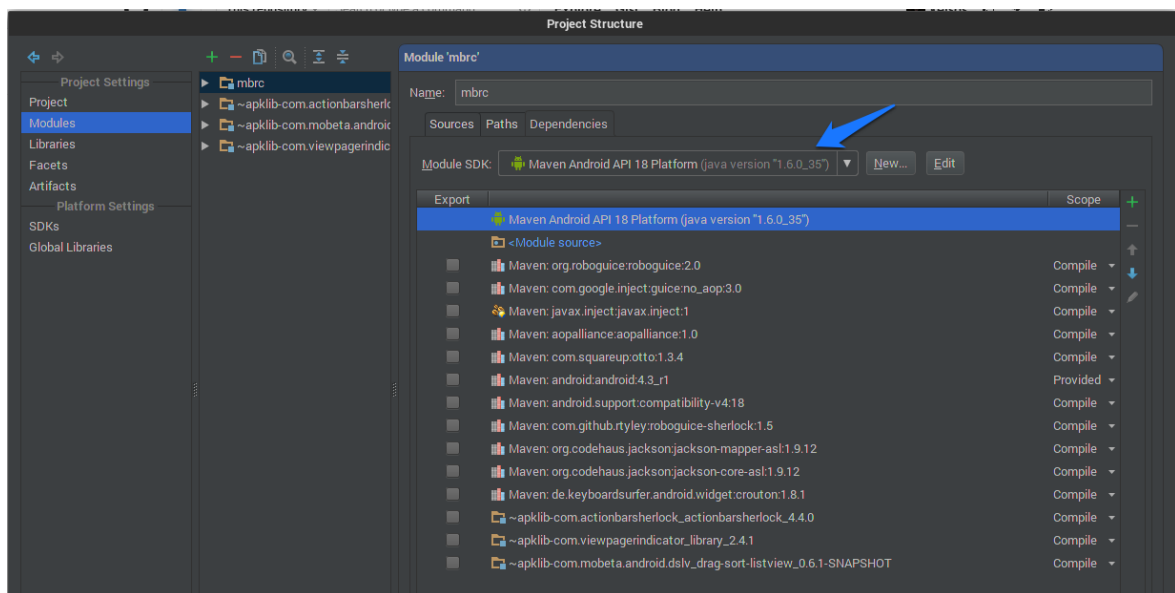 Project Structure
Project Settings
Project
Modules
Libraries
Facets
Artifacts
Platform Settings
SDKs
Global Libraries
mbrc
~apklib-com.actionbarsherlo
~apklib-com.mobeta.android
~apklib-com.viewpagerindic
Module 'mbrc'
Name: mbrc
Sources Paths Dependencies
Module SDK: Maven Android API 18 Platform (java version "1.6.0_35") New... Edit
Export Scope
Maven Android API 18 Platform (java version "1.6.0_35")
<Module source>
Maven: org.roboguice:roboguice:2.0 Compile
Maven: com.google.inject:guice:no_aop:3.0 Compile
Maven: javax.inject:javax.inject:1 Compile
Maven: aopalliance:aopalliance:1.0 Compile
Maven: com.squareup:otto:1.3.4 Compile
Maven: android:android:4.3_r1 Provided
Maven: android.support:compatibility-v4:18 Compile
Maven: com.github.rtyley:roboguice-sherlock:1.5 Compile
Maven: org.codehaus.jackson:jackson-mapper-asl:1.9.12 Compile
Maven: org.codehaus.jackson:jackson-core-asl:1.9.12 Compile
Maven: de.keyboardsurfer.android.widget:crouton:1.8.1 Compile
~apklib-com.actionbarsherlock_actionbarsherlock_4.4.0 Compile
~apklib-com.viewpagerindicator_library_2.4.1 Compile
~apklib-com.mobeta.android.dslv_drag-sort-listview_0.6.1-SNAPSHOT Compile